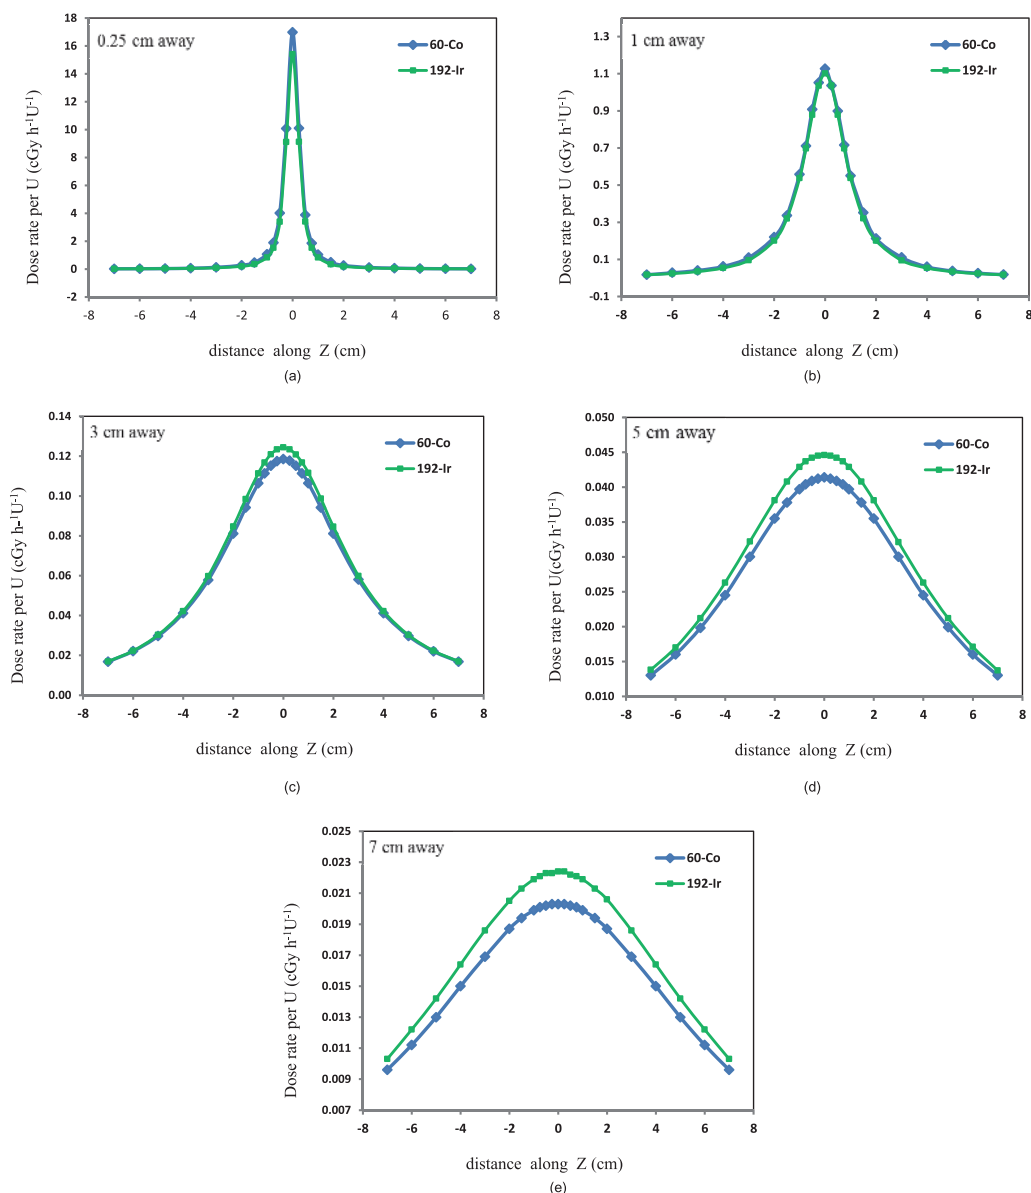 0.25 cm away
60-Co
192-Ir
18
16
14
12
10
8
6
4
2
0
-2
-8 -6 -4 -2 0 2 4 6 8
Dose rate per U (cGy h-1U-1)
distance along Z (cm)
(a)
1 cm away
60-Co
192-Ir
1.3
1.1
0.9
0.7
0.5
0.3
0.1
-0.1
-8 -6 -4 -2 0 2 4 6 8
Dose rate per U (cGy h-1U-1)
distance along Z (cm)
(b)
3 cm away
60-Co
192-Ir
0.14
0.12
0.10
0.08
0.06
0.04
0.02
0.00
-8 -6 -4 -2 0 2 4 6 8
Dose rate per U (cGy h-1U-1)
distance along Z (cm)
(c)
5 cm away
60-Co
192-Ir
0.050
0.045
0.040
0.035
0.030
0.025
0.020
0.015
0.010
-8 -6 -4 -2 0 2 4 6 8
Dose rate per U(cGy h-1U-1)
distance along Z (cm)
(d)
7 cm away
60-Co
192-Ir
0.025
0.023
0.021
0.019
0.017
0.015
0.013
0.011
0.009
0.007
-8 -6 -4 -2 0 2 4 6 8
Dose rate per U (cGy h-1U-1)
distance along Z (cm)
(e)